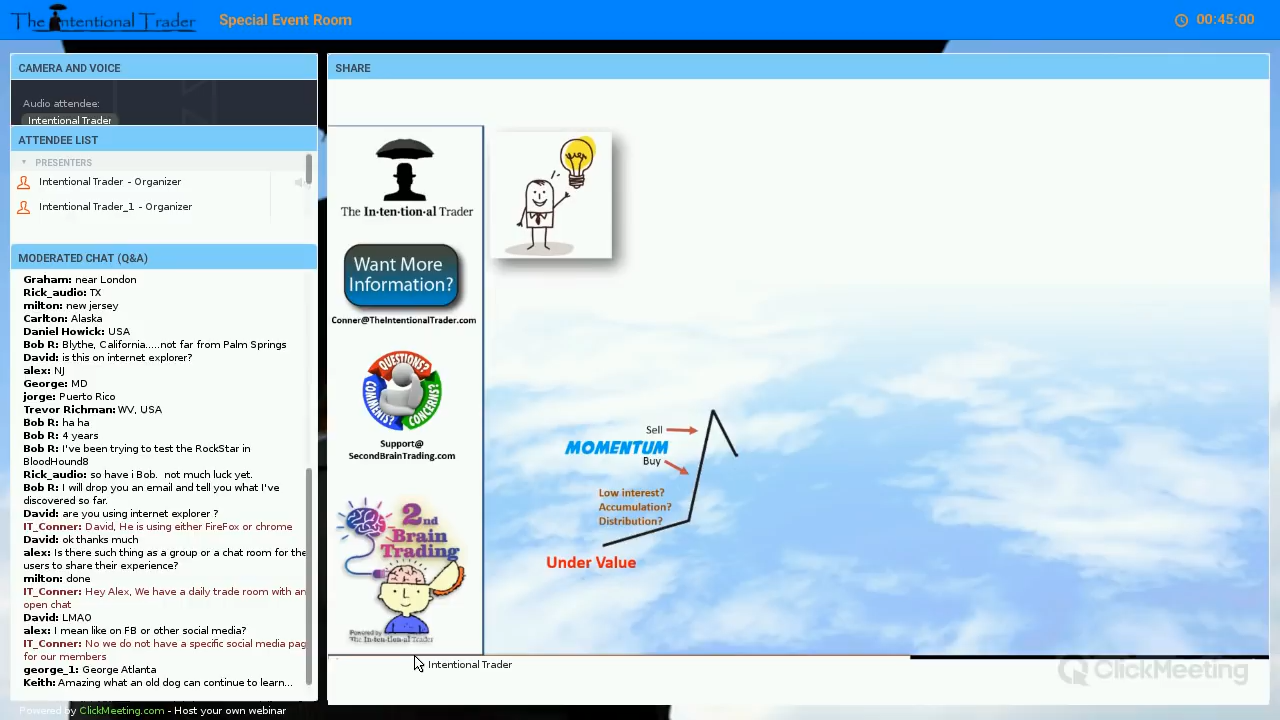 The Intentional Trader
Special Event Room
00:45:00
CAMERA AND VOICE
Audio attendee:
Intentional Trader
ATTENDEE LIST
PRESENTERS
Intentional Trader - Organizer
Intentional Trader_1 - Organizer
MODERATED CHAT (Q&A)
Graham: near London
Rick_audio: TX
milton: new jersey
Carlton: Alaska
Daniel Howick: USA
Bob R: Blythe, California.....not far from Palm Springs
David: is this on internet explorer?
alex: NJ
George: MD
jorge: Puerto Rico
Trevor Richman: WV, USA
Bob R: ha ha
Bob R: 4 years
Bob R: I've been trying to test the RockStar in
BloodHound8
Rick_audio: so have i Bob. not much luck yet.
Bob R: I will drop you an email and tell you what I've
discovered so far.
David: are you using internet explorer ?
IT_Conner: David, He is using either FireFox or chrome
David: ok thanks much
alex: Is there such thing as a group or a chat room for the
users to share their experience?
milton: done
IT_Conner: Hey Alex, We have a daily trade room with an
open chat
David: LMAO
alex: I mean like on FB or other social media?
IT_Conner: No we do not have a specific social media pag
for our members
george_1: George Atlanta
Keith: Amazing what an old dog can continue to learn...
Powered by ClickMeeting.com - Host your own webinar
SHARE
The In·ten·tion·al Trader
Want More
Information?
Conner@TheIntentionalTrader.com
QUESTIONS?
COMMENTS?
CONCERNS?
Support@
SecondBrainTrading.com
2nd
Brain
Trading
Powered by
The In·ten·tion·al Trader
Sell
MOMENTUM
Buy
Low interest?
Accumulation?
Distribution?
Under Value
Intentional Trader
ClickMeeting